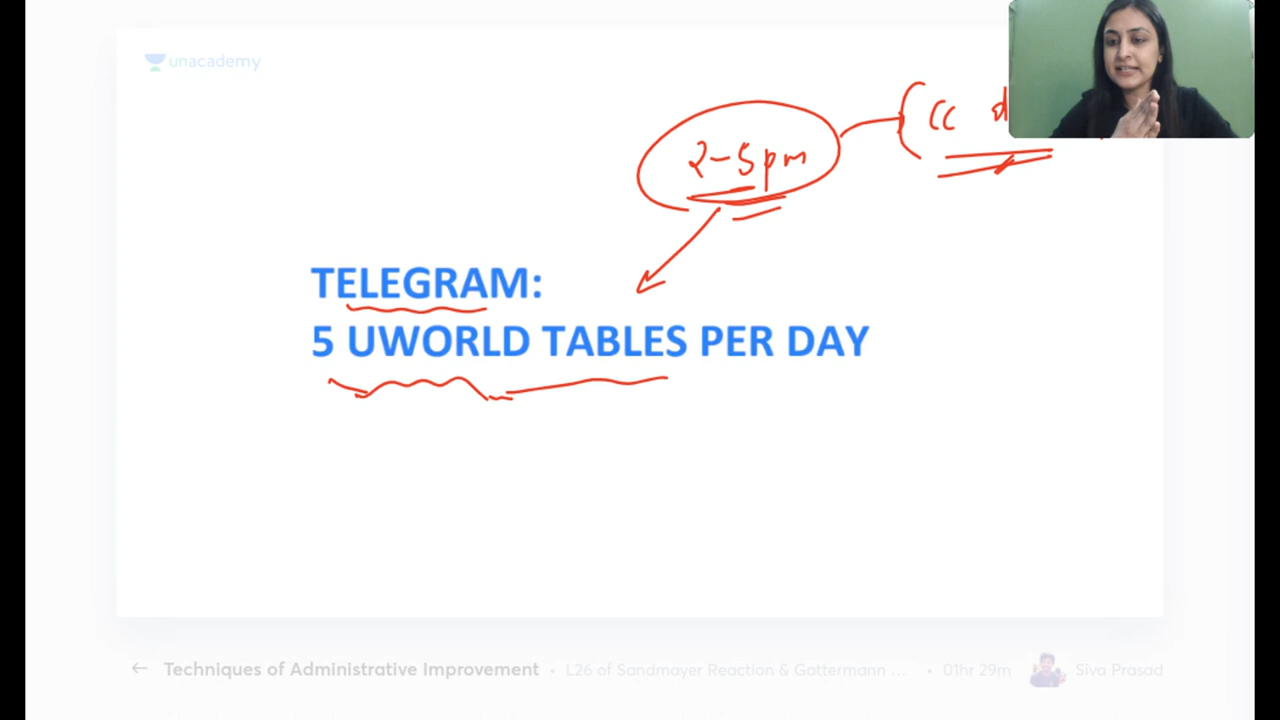 unacademy
CC
2-5pm
TELEGRAM:
5 UWORLD TABLES PER DAY
← Techniques of Administrative Improvement • L26 of Sandmayer Reaction & Gattermann ... • 01hr 29m Siva Prasad